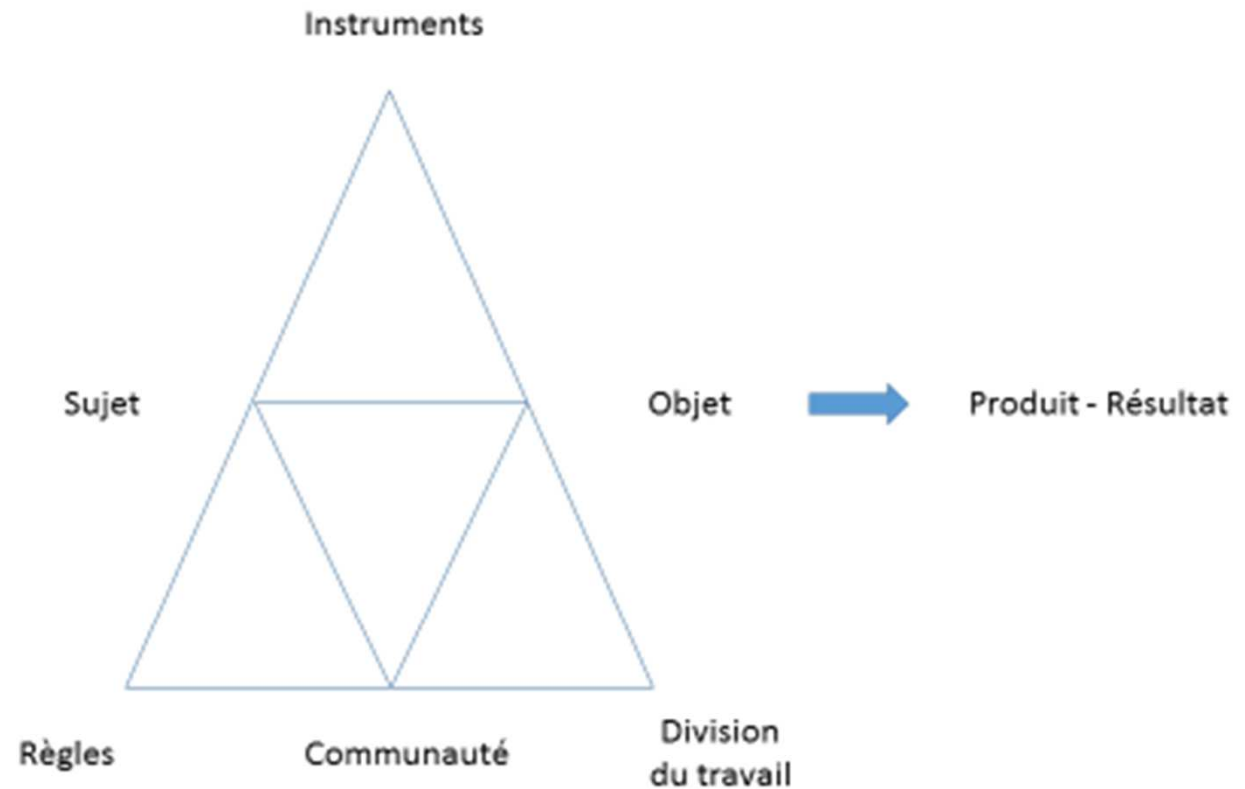 Instruments
Sujet
Objet
Produit - Résultat
Règles
Communauté
Division
du travail